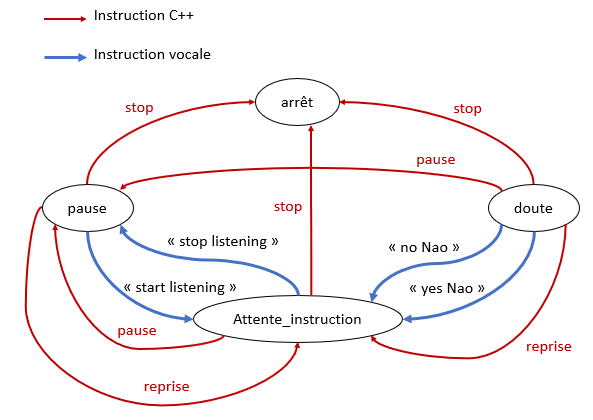 Instruction C++
Instruction vocale
arrêt
stop
stop
pause
pause
doute
stop
« stop listening »
« no Nao »
« start listening »
« yes Nao »
Attente_instruction
pause
reprise
reprise